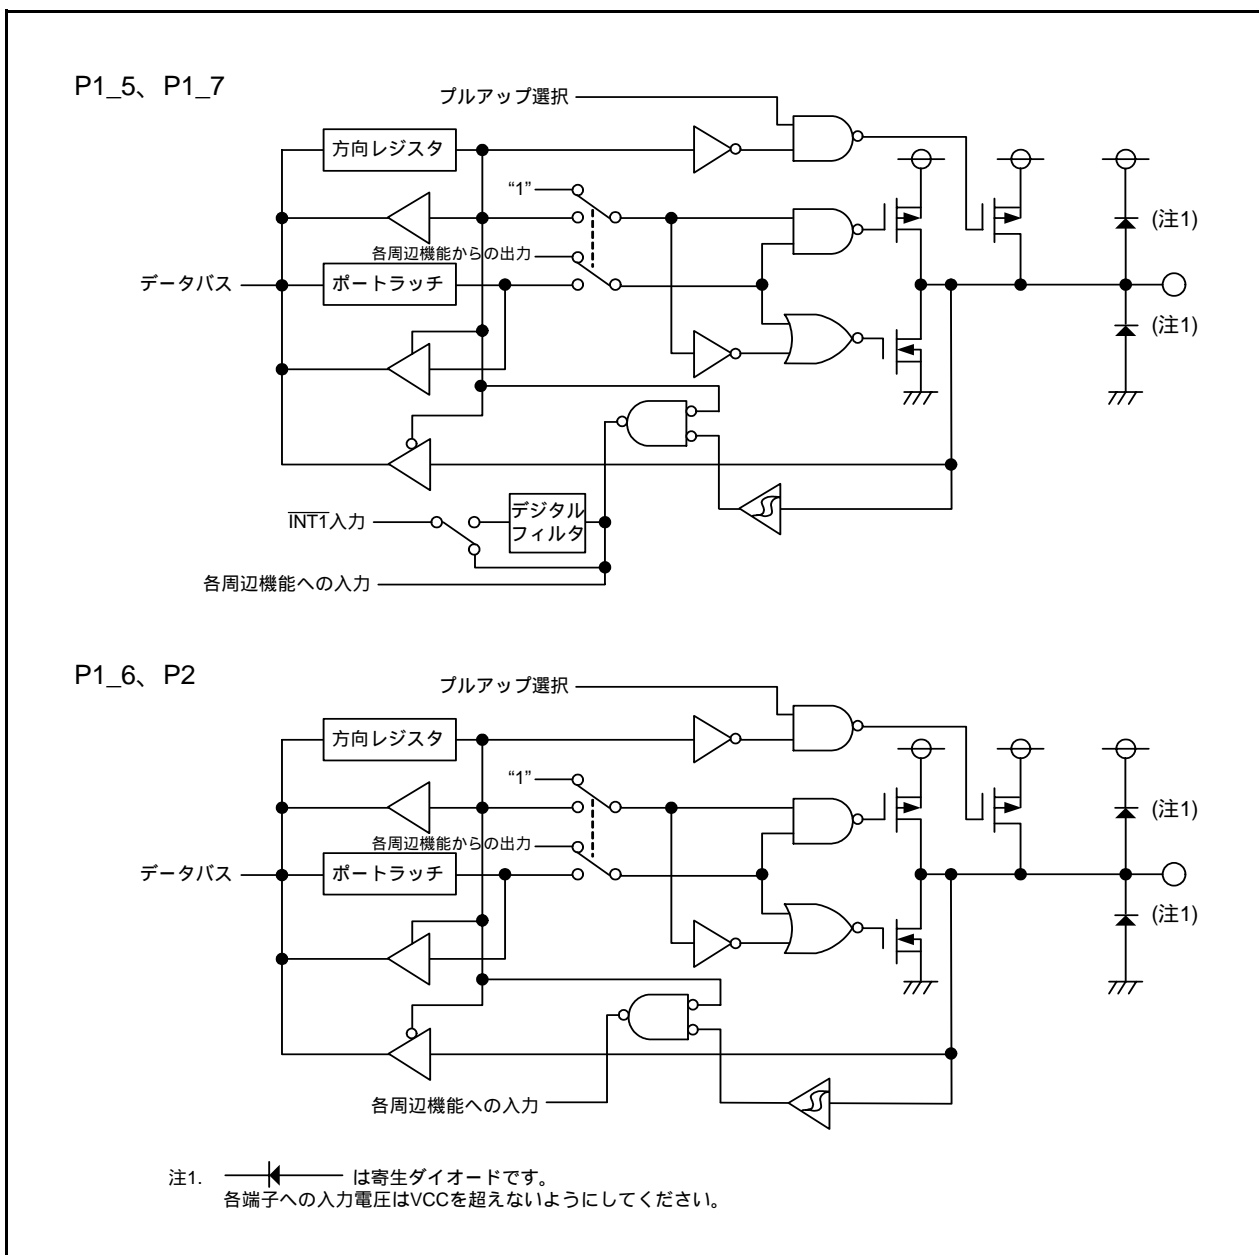 P1_5、P1_7
プルアップ選択
方向レジスタ
“1”
(注1)
各周辺機能からの出力
データバス
ポートラッチ
(注1)
デジタル
フィルタ
INT1入力
各周辺機能への入力
P1_6、P2
プルアップ選択
方向レジスタ
“1”
(注1)
各周辺機能からの出力
データバス
ポートラッチ
(注1)
各周辺機能への入力
注1. は寄生ダイオードです。
各端子への入力電圧はVCCを超えないようにしてください。